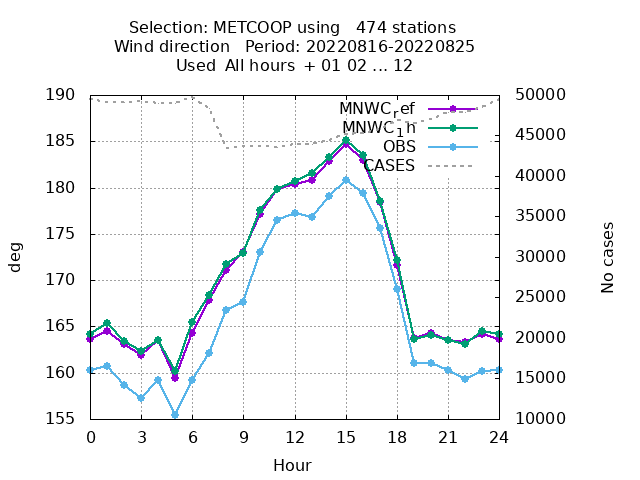 Selection: METCOOP using   474 stations
Wind direction   Period: 20220816-20220825
Used  All hours  + 01 02 ... 12
190
185
180
175
170
165
160
155
deg
50000
45000
40000
35000
30000
25000
20000
15000
10000
No cases
MNWCref
MNWC1h
OBS
CASES
0 3 6 9 12 15 18 21 24
Hour